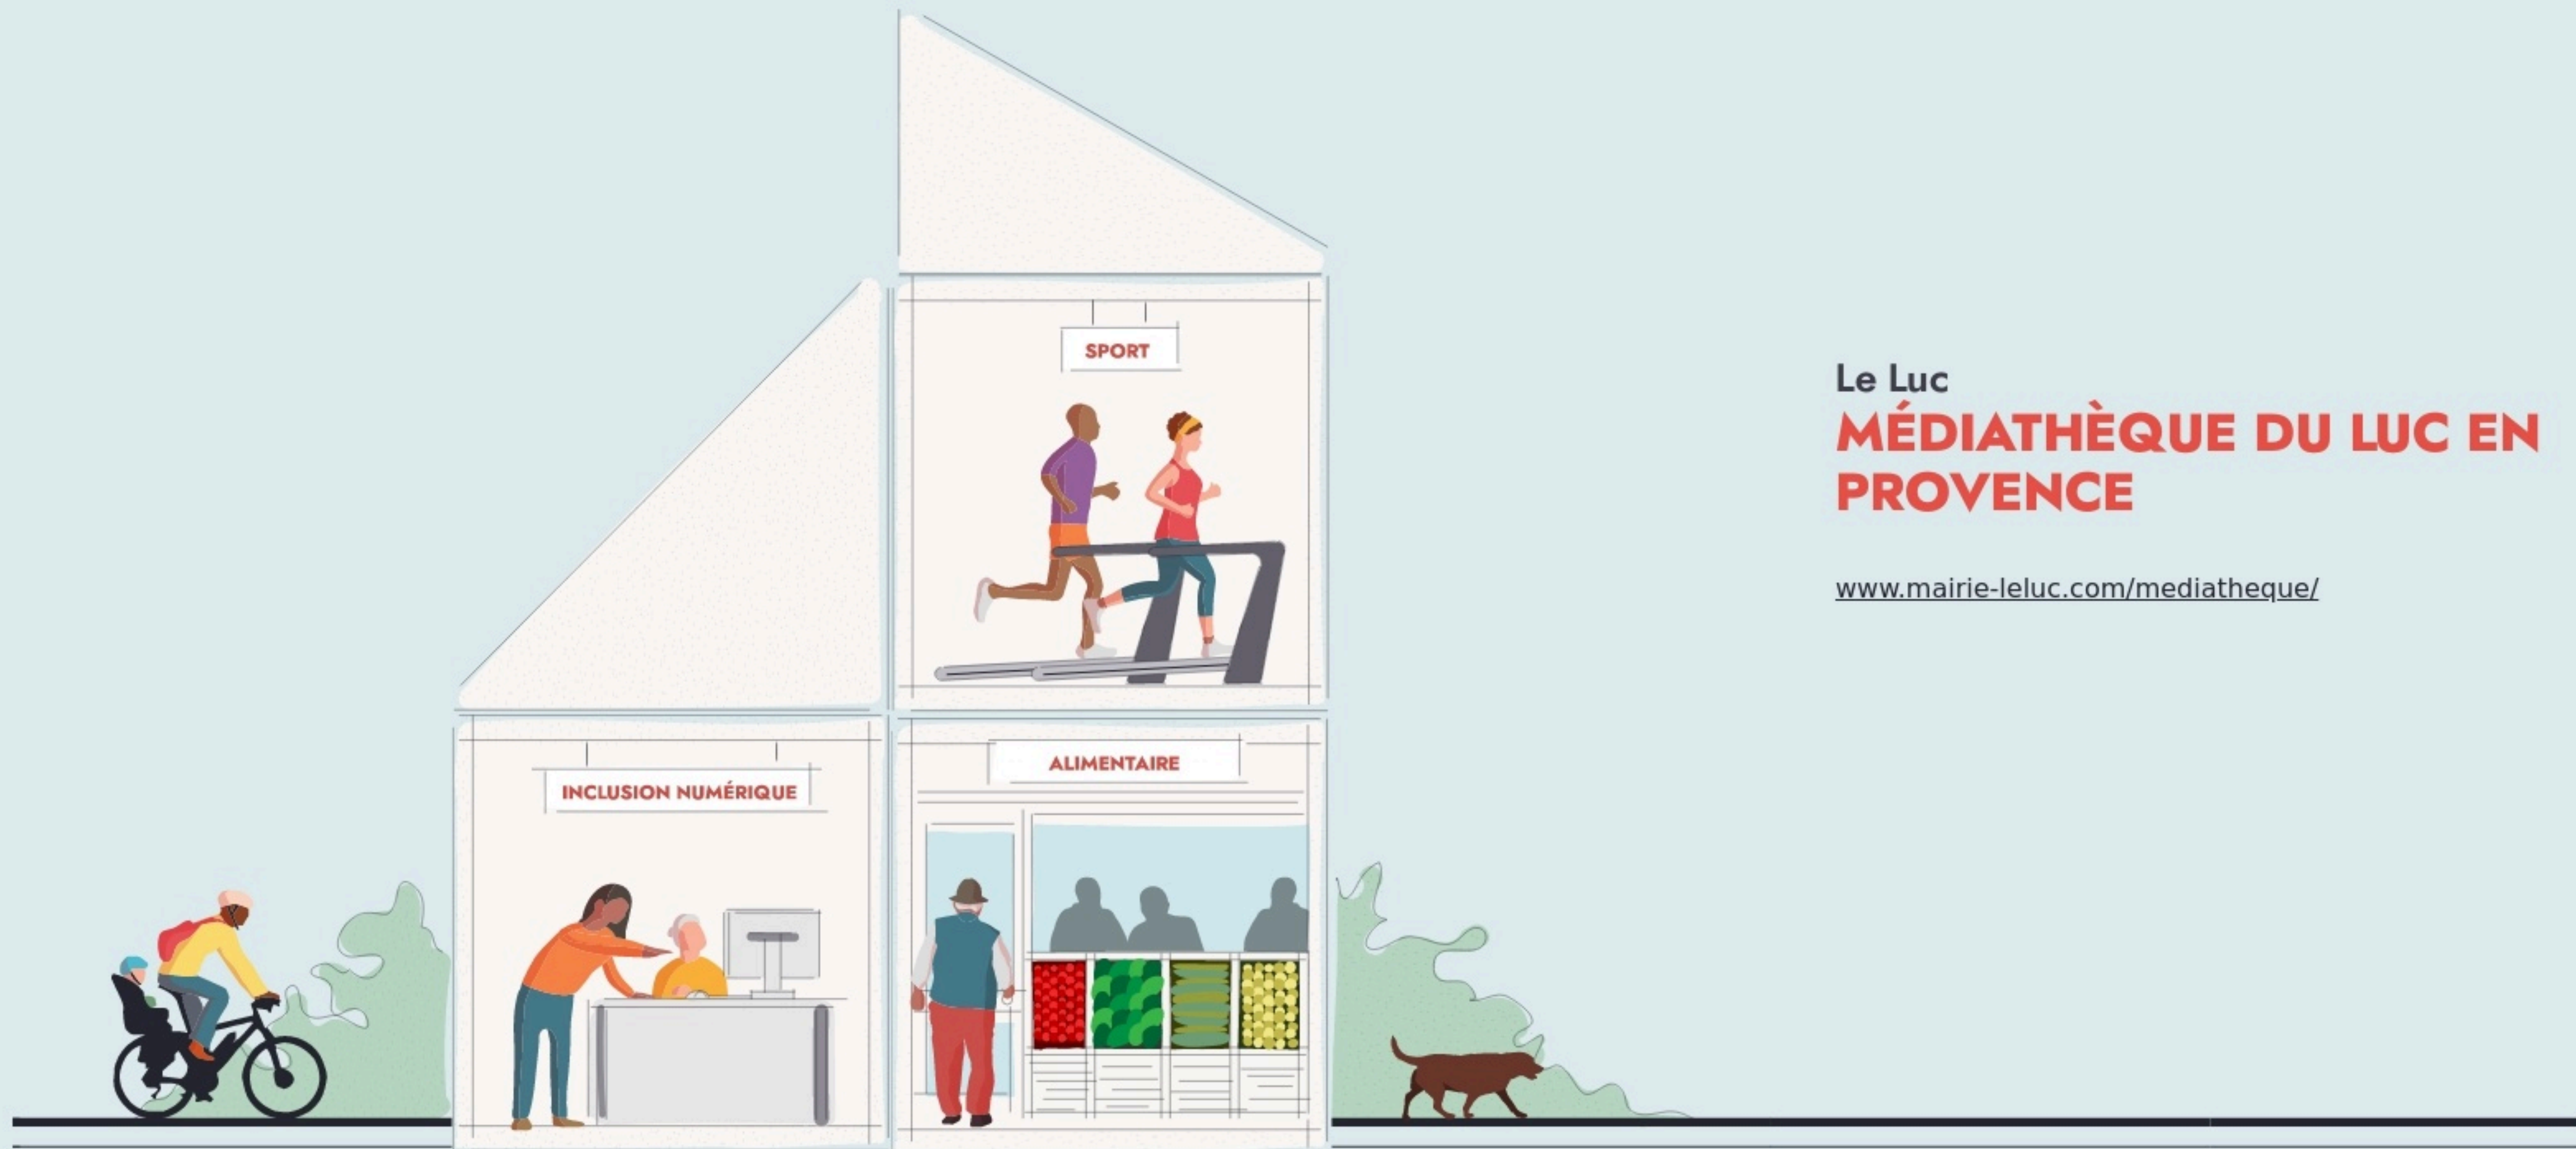 SPORT
Le Luc
MÉDIATHÈQUE DU LUC EN
PROVENCE
www.mairie-leluc.com/mediatheque/
ALIMENTAIRE
INCLUSION NUMÉRIQUE